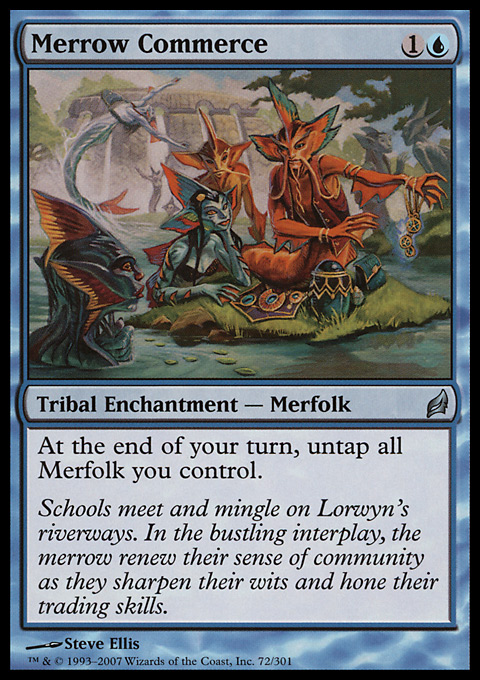 Merrow Commerce 1
Tribal Enchantment — Merfolk
At the end of your turn, untap all
Merfolk you control.
Schools meet and mingle on Lorwyn's
riverways. In the bustling interplay, the
merrow renew their sense of community
as they sharpen their wits and hone their
trading skills.
Steve Ellis
™ & © 1993–2007 Wizards of the Coast, Inc. 72/301